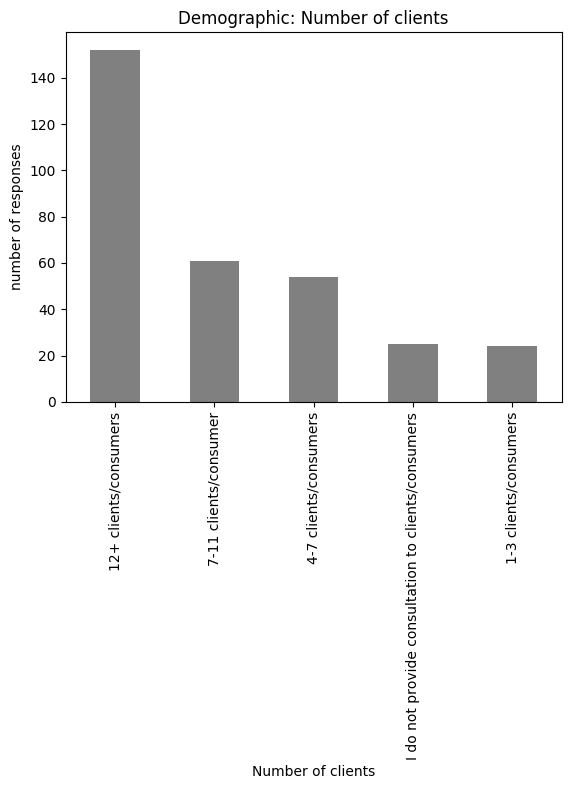 Demographic: Number of clients
number of responses
140
120
100
80
60
40
20
0
12+ clients/consumers
7-11 clients/consumer
4-7 clients/consumers
I do not provide consultation to clients/consumers
1-3 clients/consumers
Number of clients